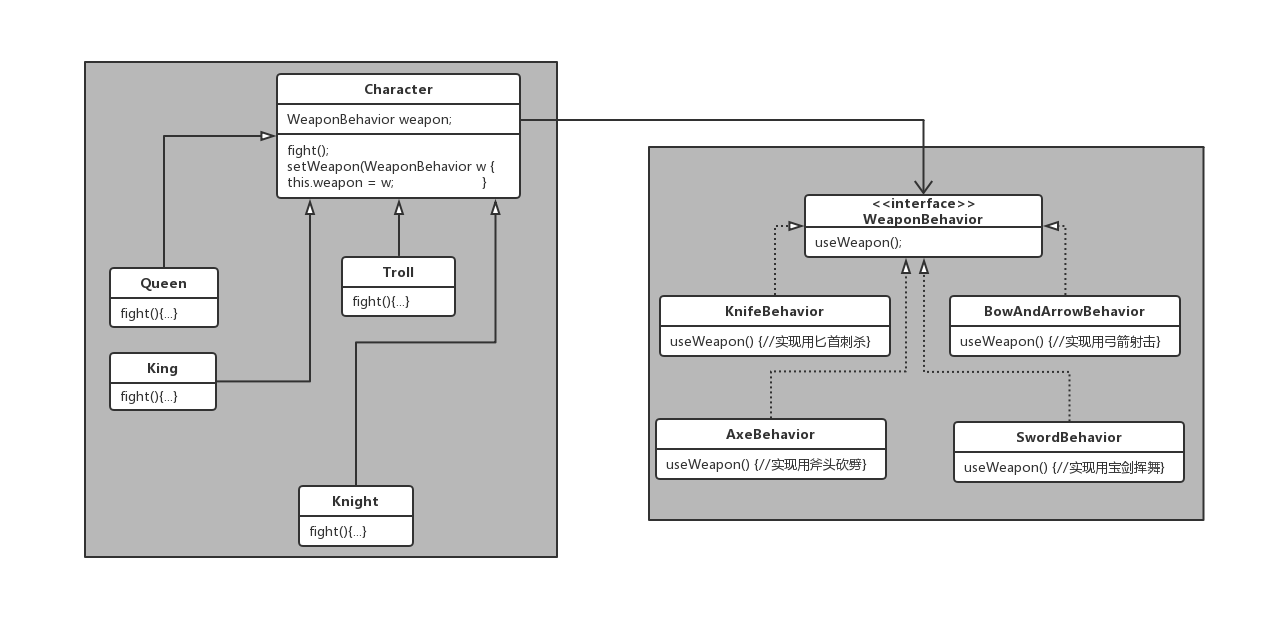 Character
WeaponBehavior weapon;
fight();
setWeapon(WeaponBehavior w {
this.weapon = w; }
Queen
fight(){...}
Troll
fight(){...}
King
fight(){...}
Knight
fight(){...}
<<interface>>
WeaponBehavior
useWeapon();
KnifeBehavior
useWeapon() {//实现用匕首刺杀}
BowAndArrowBehavior
useWeapon() {//实现用弓箭射击}
AxeBehavior
useWeapon() {//实现用斧头砍劈}
SwordBehavior
useWeapon() {//实现用宝剑挥舞}